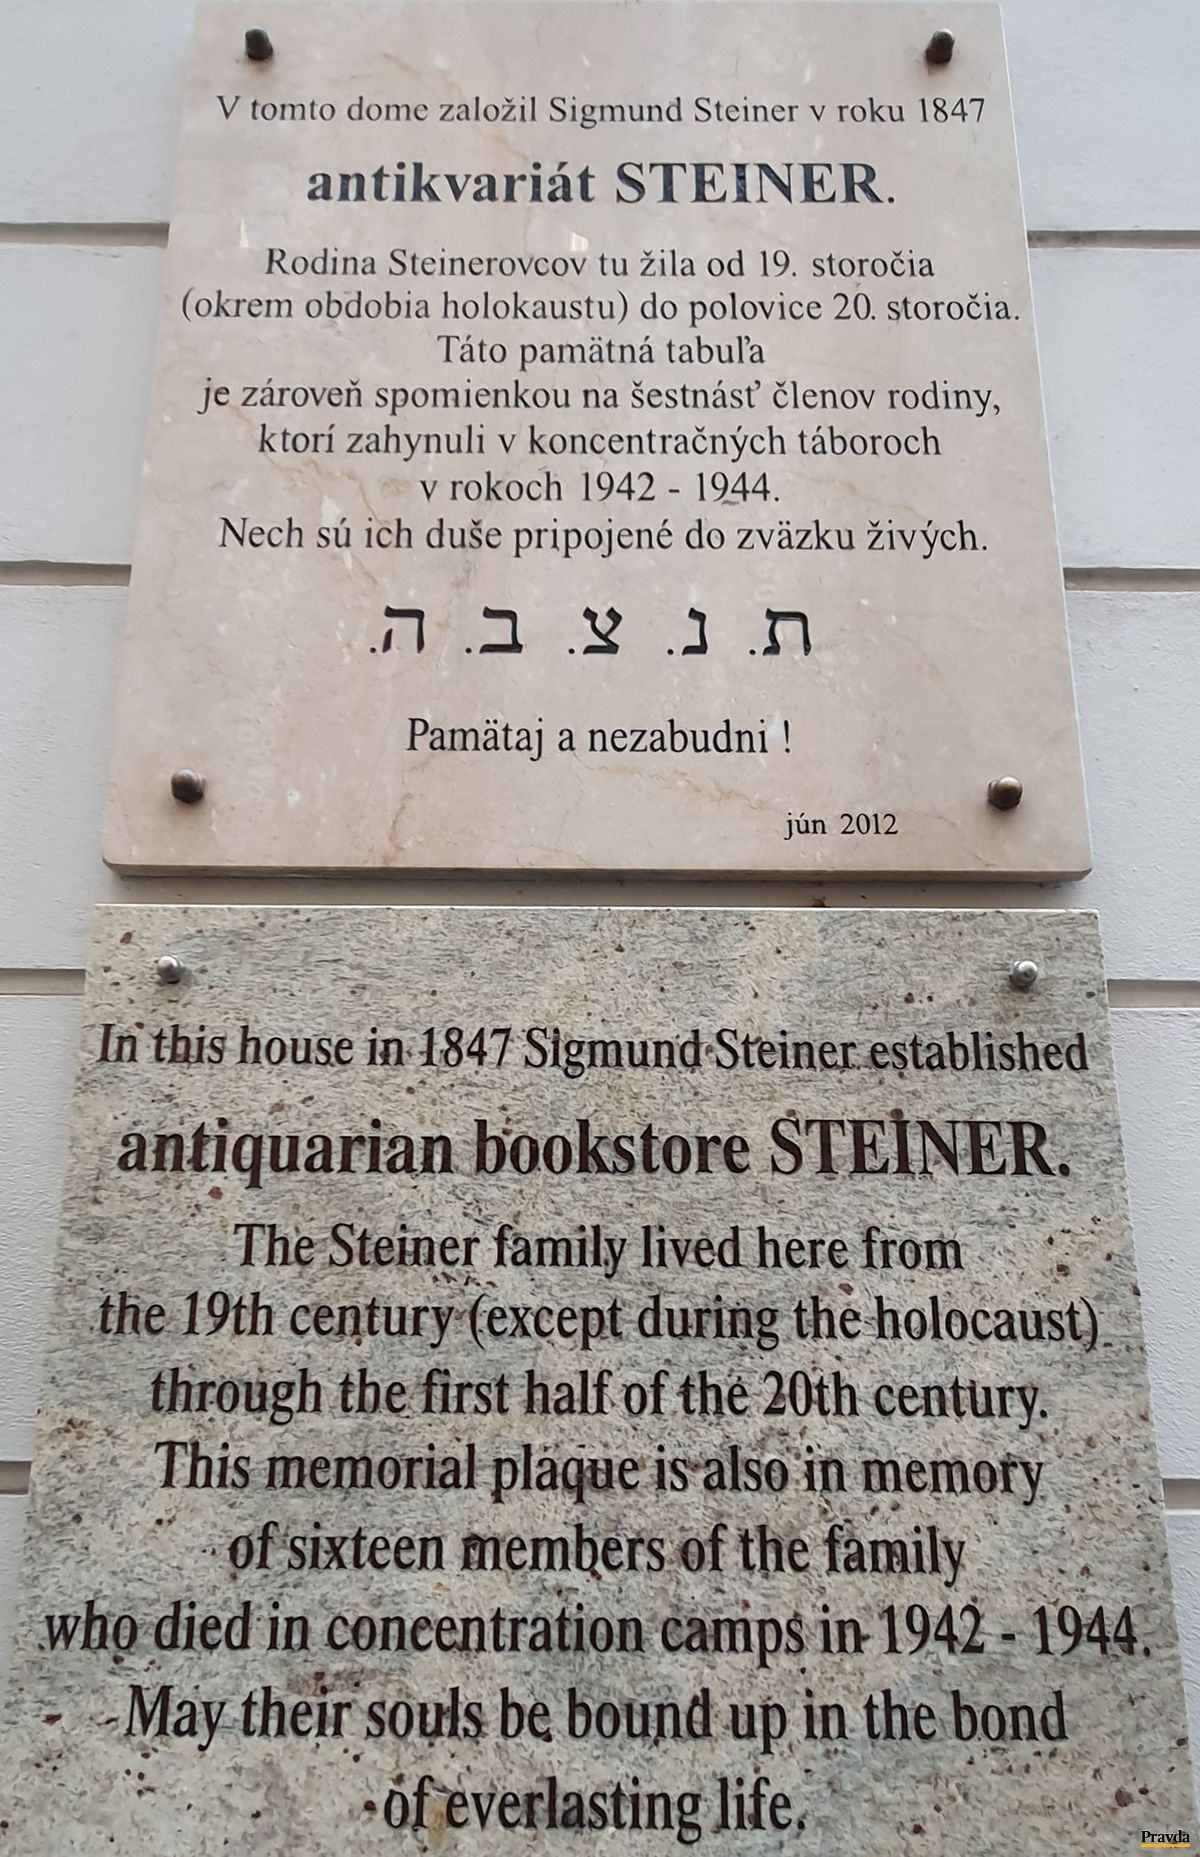 V tomto dome založil Sigmund Steiner v roku 1847
antikvariát STEINER.
Rodina Steinerovcov tu žila od 19. storočia
(okrem obdobia holokaustu) do polovice 20. storočia.
Táto pamätná tabuľa
je zároveň spomienkou na šestnásť členov rodiny,
ktorí zahynuli v koncentračných táboroch
v rokoch 1942 - 1944.
Nech sú ich duše pripojené do zväzku živých.
ת. נ. צ. ב. ה.
Pamätaj a nezabudni !
jún 2012
In this house in 1847 Sigmund Steiner established
antiquarian bookstore STEINER.
The Steiner family lived here from
the 19th century (except during the holocaust)
through the first half of the 20th century.
This memorial plaque is also in memory
of sixteen members of the family
who died in concentration camps in 1942 - 1944.
May their souls be bound up in the bond
of everlasting life.
Pravda